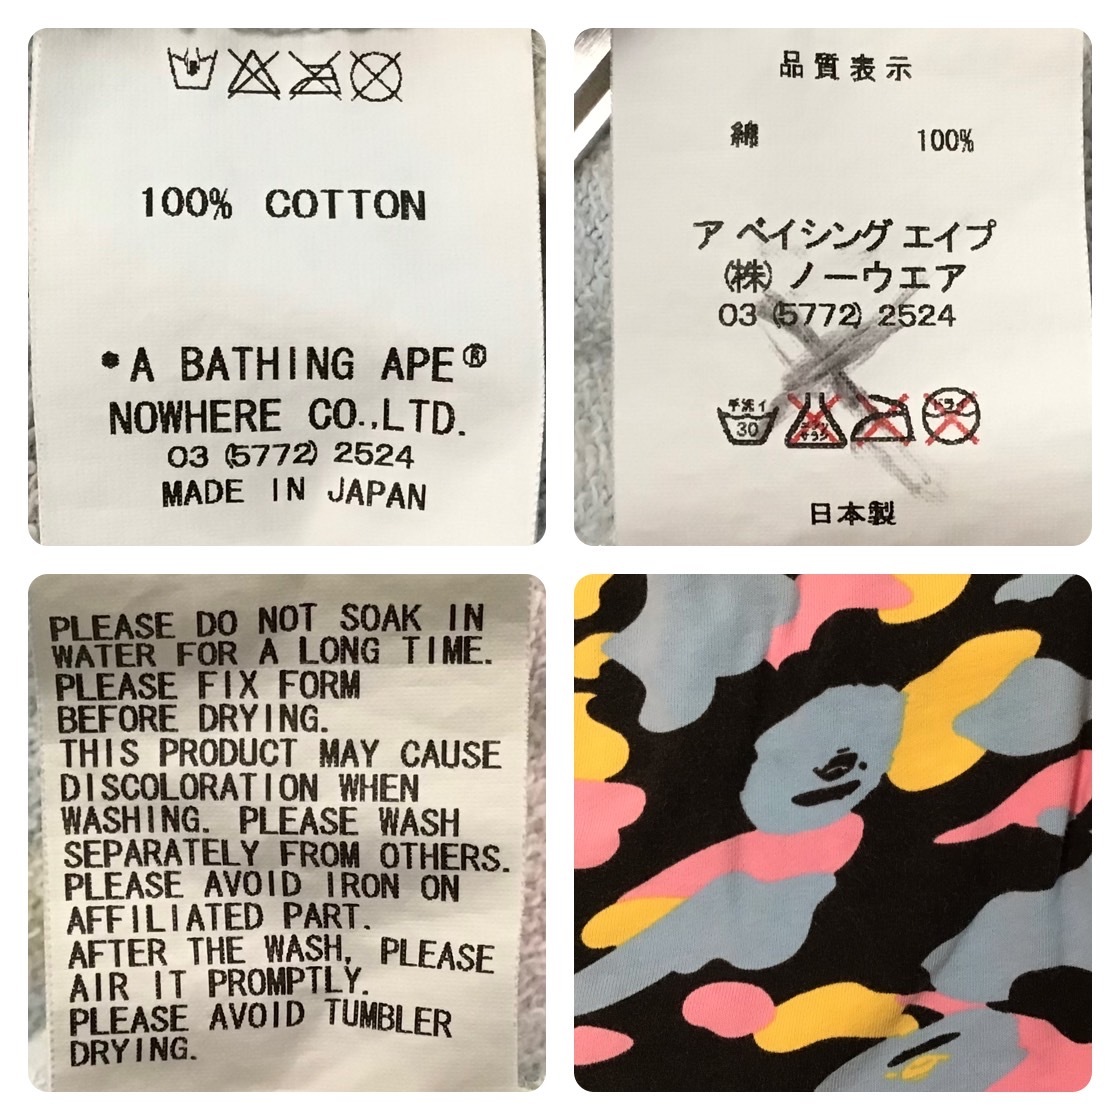 100% COTTON
*A BATHING APE®
NOWHERE CO.,LTD.
03 (5772) 2524
MADE IN JAPAN
品質表示
綿 100%
ア ベイシング エイプ
(株) ノーウエア
03 (5772) 2524
手洗イ
30
ドライ
日本製
PLEASE DO NOT SOAK IN
WATER FOR A LONG TIME.
PLEASE FIX FORM
BEFORE DRYING.
THIS PRODUCT MAY CAUSE
DISCOLORATION WHEN
WASHING. PLEASE WASH
SEPARATELY FROM OTHERS.
PLEASE AVOID IRON ON
AFFILIATED PART.
AFTER THE WASH, PLEASE
AIR IT PROMPTLY.
PLEASE AVOID TUMBLER
DRYING.